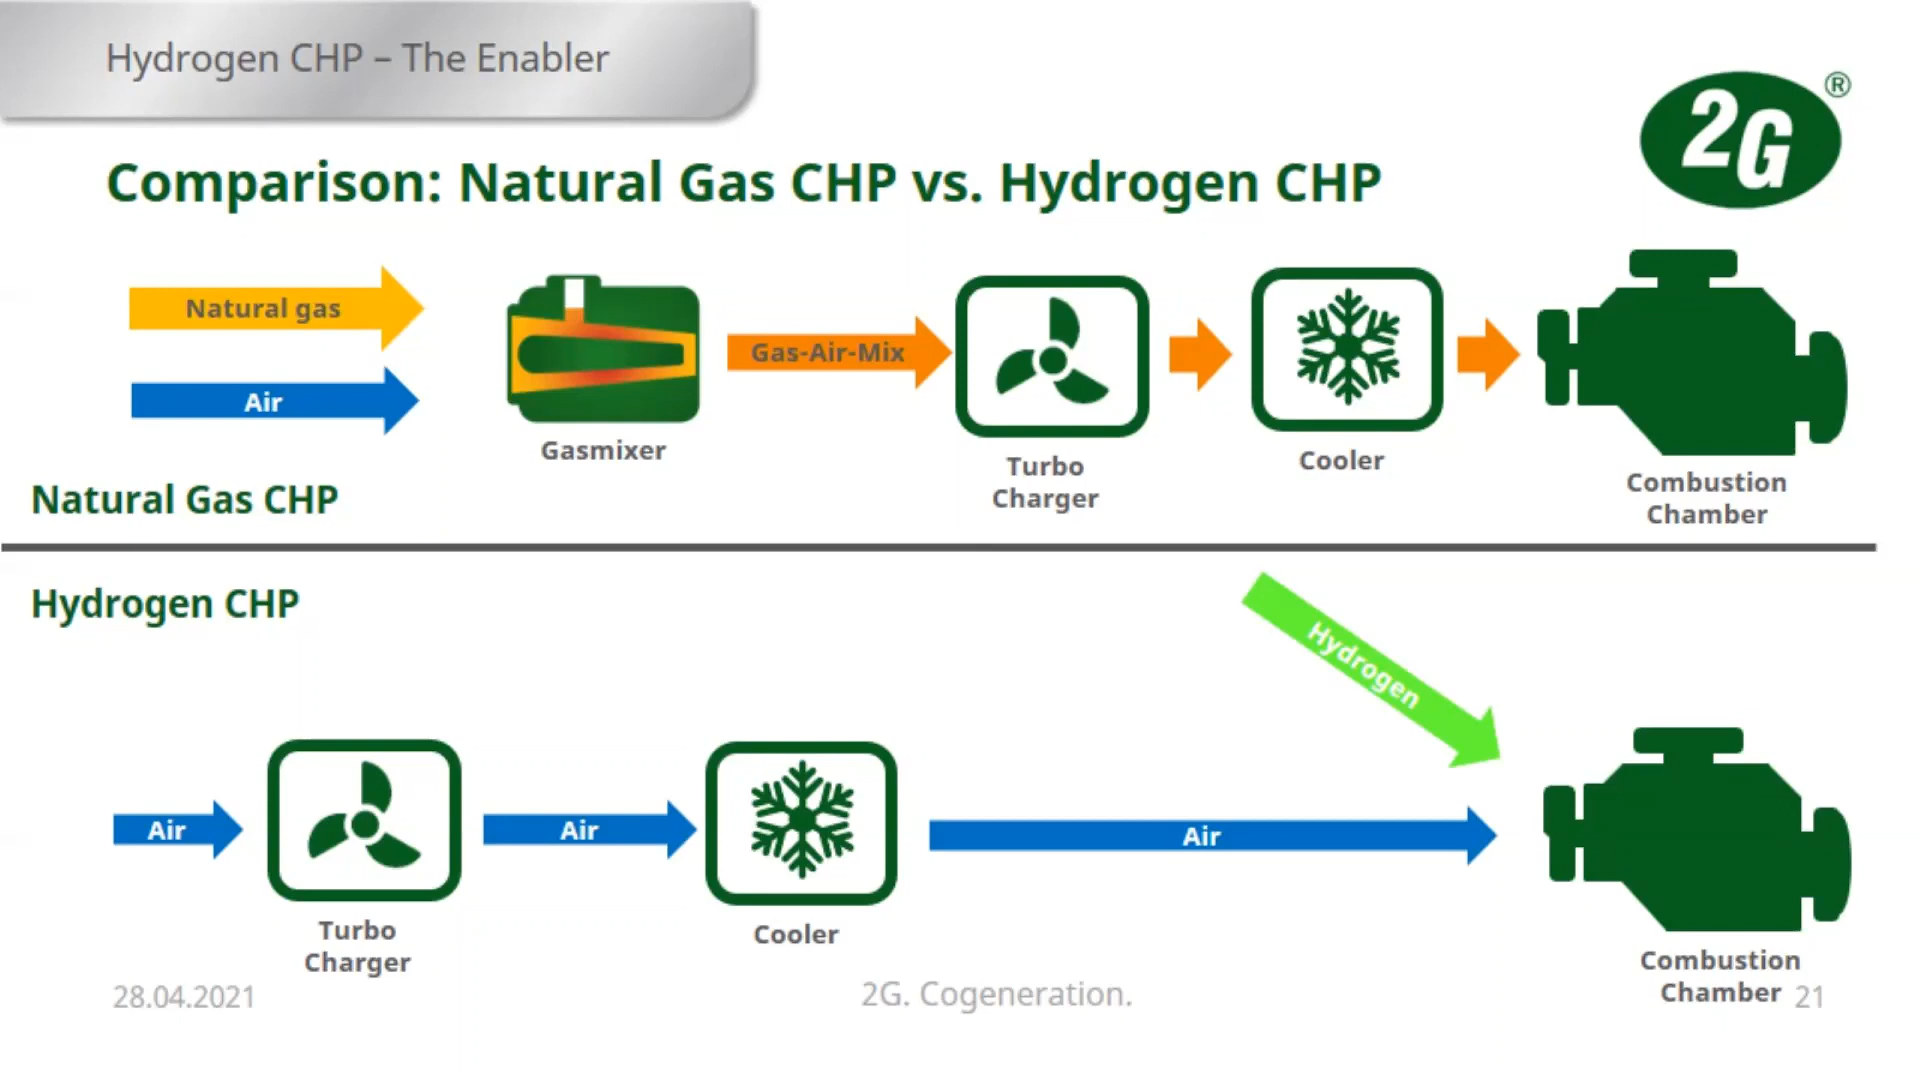 Hydrogen CHP – The Enabler
2G®
Comparison: Natural Gas CHP vs. Hydrogen CHP
Natural gas
Air
Gasmixer
Gas-Air-Mix
Turbo
Charger
Cooler
Combustion
Chamber
Natural Gas CHP
Hydrogen CHP
Hydrogen
Air
Turbo
Charger
Air
Cooler
Air
Combustion
Chamber
28.04.2021
2G. Cogeneration.
21